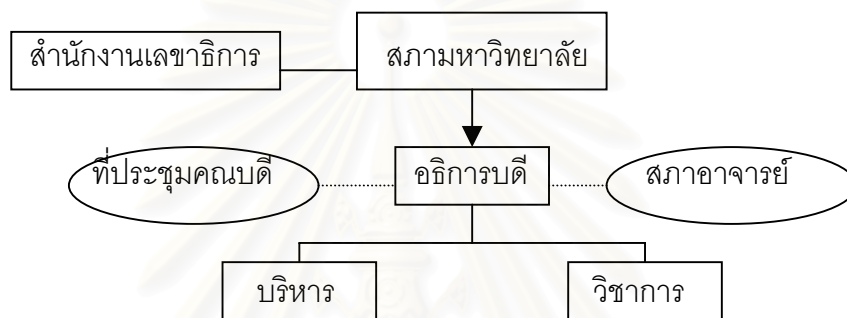 สำนักงานเลขาธิการ
สภามหาวิทยาลัย
ที่ประชุมคณบดี
อธิการบดี
สภาอาจารย์
บริหาร
วิชาการ